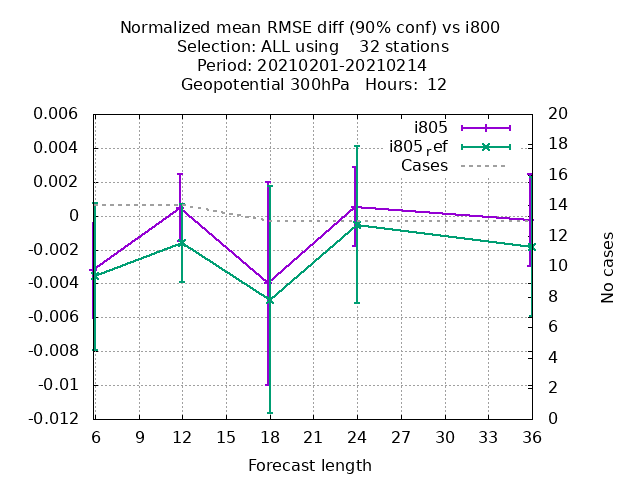 Normalized mean RMSE diff (90% conf) vs i800
Selection: ALL using    32 stations
Period: 20210201-20210214
Geopotential 300hPa   Hours:  12
0.006
0.004
0.002
0
-0.002
-0.004
-0.006
-0.008
-0.01
-0.012
20
18
16
14
12
10
8
6
4
2
0
i805
i805_ref
Cases
No cases
6 9 12 15 18 21 24 27 30 33 36
Forecast length